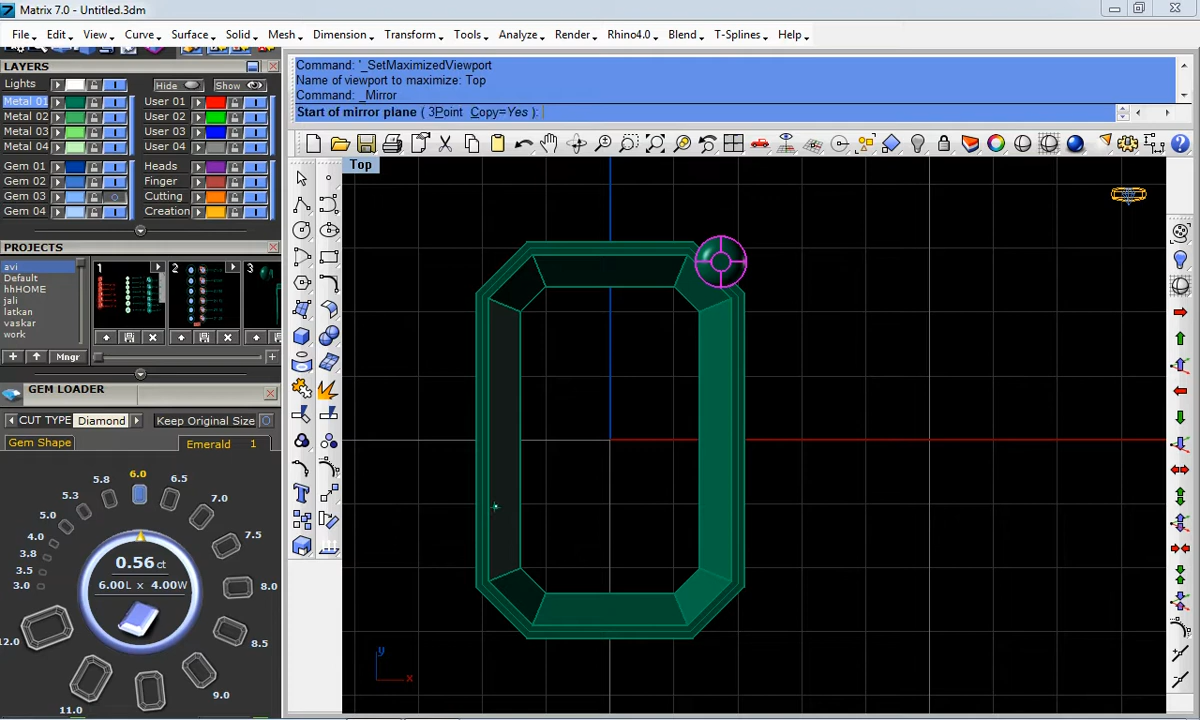 Matrix 7.0 - Untitled.3dm
File Edit View Curve Surface Solid Mesh Dimension Transform Tools Analyze Render Rhino4.0 Blend T-Splines Help
Command: '_SetMaximizedViewport
Name of viewport to maximize: Top
Command: _Mirror
Start of mirror plane ( 3Point Copy=Yes ):
LAYERS
Lights Hide Show
Metal 01 User 01
Metal 02 User 02
Metal 03 User 03
Metal 04 User 04
Gem 01 Heads
Gem 02 Finger
Gem 03 Cutting
Gem 04 Creation
Top
PROJECTS
avi
Default
hhHOME
jali
latkan
vaskar
work
1 2 3
+ Mngr +
GEM LOADER
CUT TYPE Diamond Keep Original Size
Gem Shape Emerald 1
6.0
5.8 6.5
5.3 7.0
5.0
4.0 7.5
3.8
3.5
3.0 8.0
0.56 ct
6.00L x 4.00W
12.0 8.5
9.0
11.0
y
x